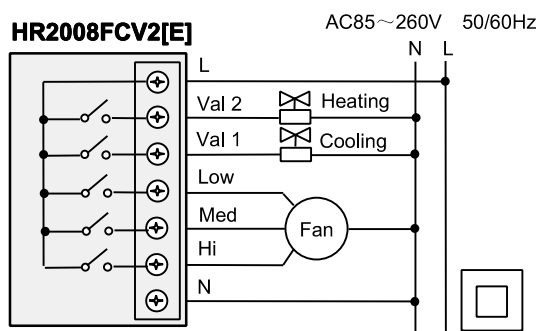 HR2008FCV2[E]
AC85～260V 50/60Hz
N L
L
Val 2 Heating
Val 1 Cooling
Low
Med
Fan
Hi
N